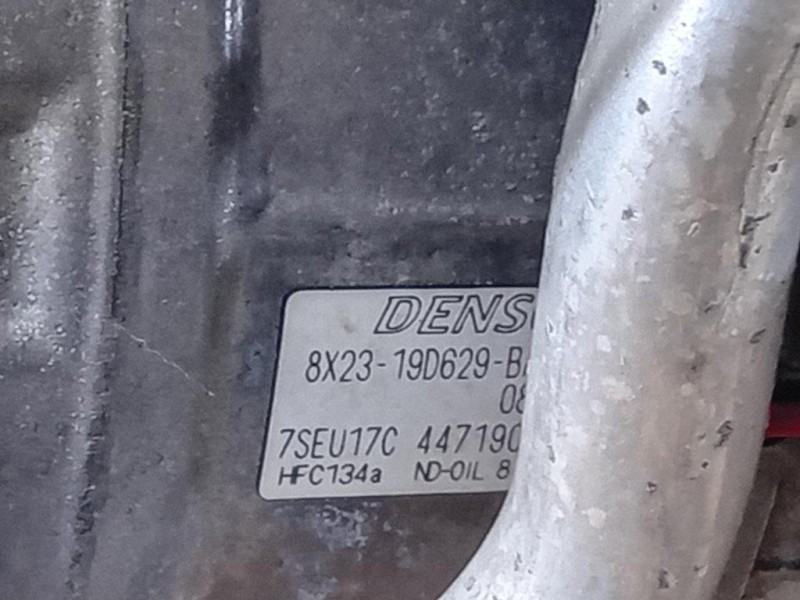 DENS
8X23-19D629-B
08
7SEU17C 447190
HFC134a ND-OIL 8